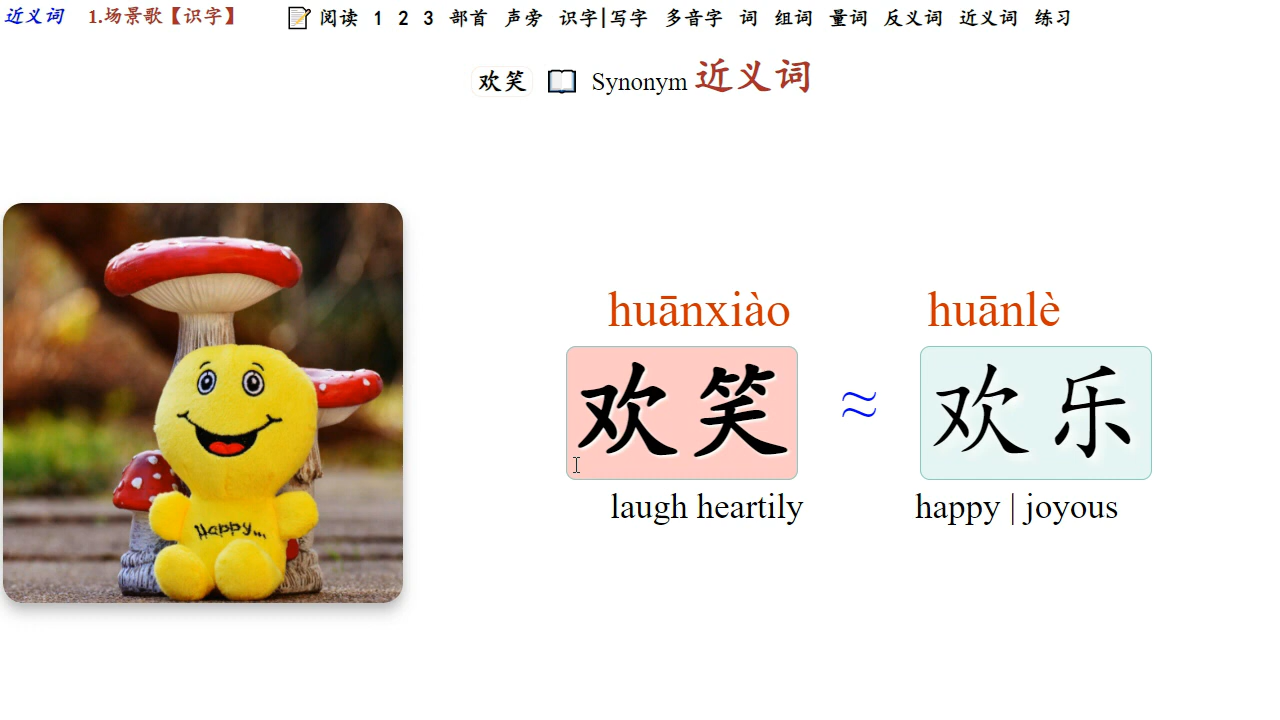 近义词 1.场景歌【识字】 阅读 1 2 3 部首 声旁 识字|写字 多音字 词 组词 量词 反义词 近义词 练习
欢笑 Synonym 近义词
huānxiào huānlè
欢笑 ≈ 欢乐
laugh heartily happy | joyous
Happy...